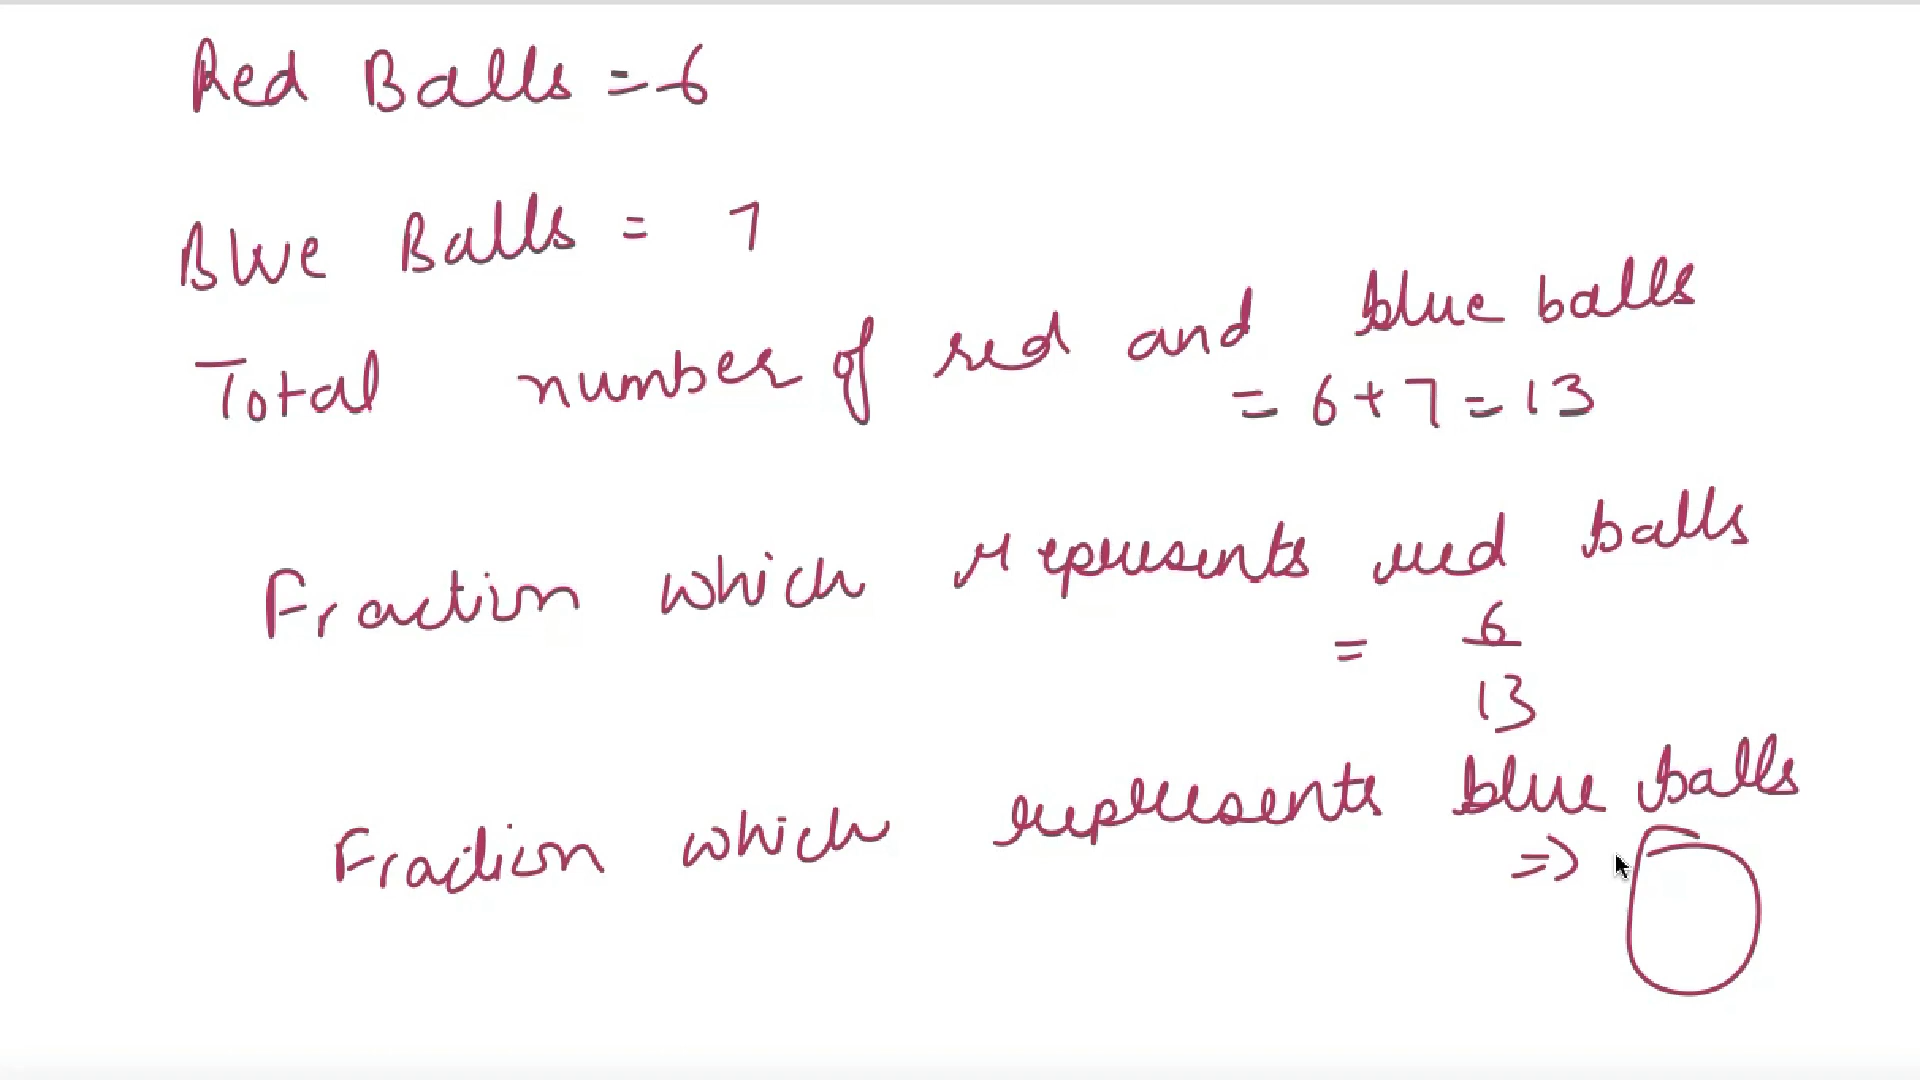 Red Balls = 6
Blue Balls = 7
Total number of red and blue balls
= 6 + 7 = 13
Fraction which represents red balls
= 6/13
Fraction which represents blue balls
=>